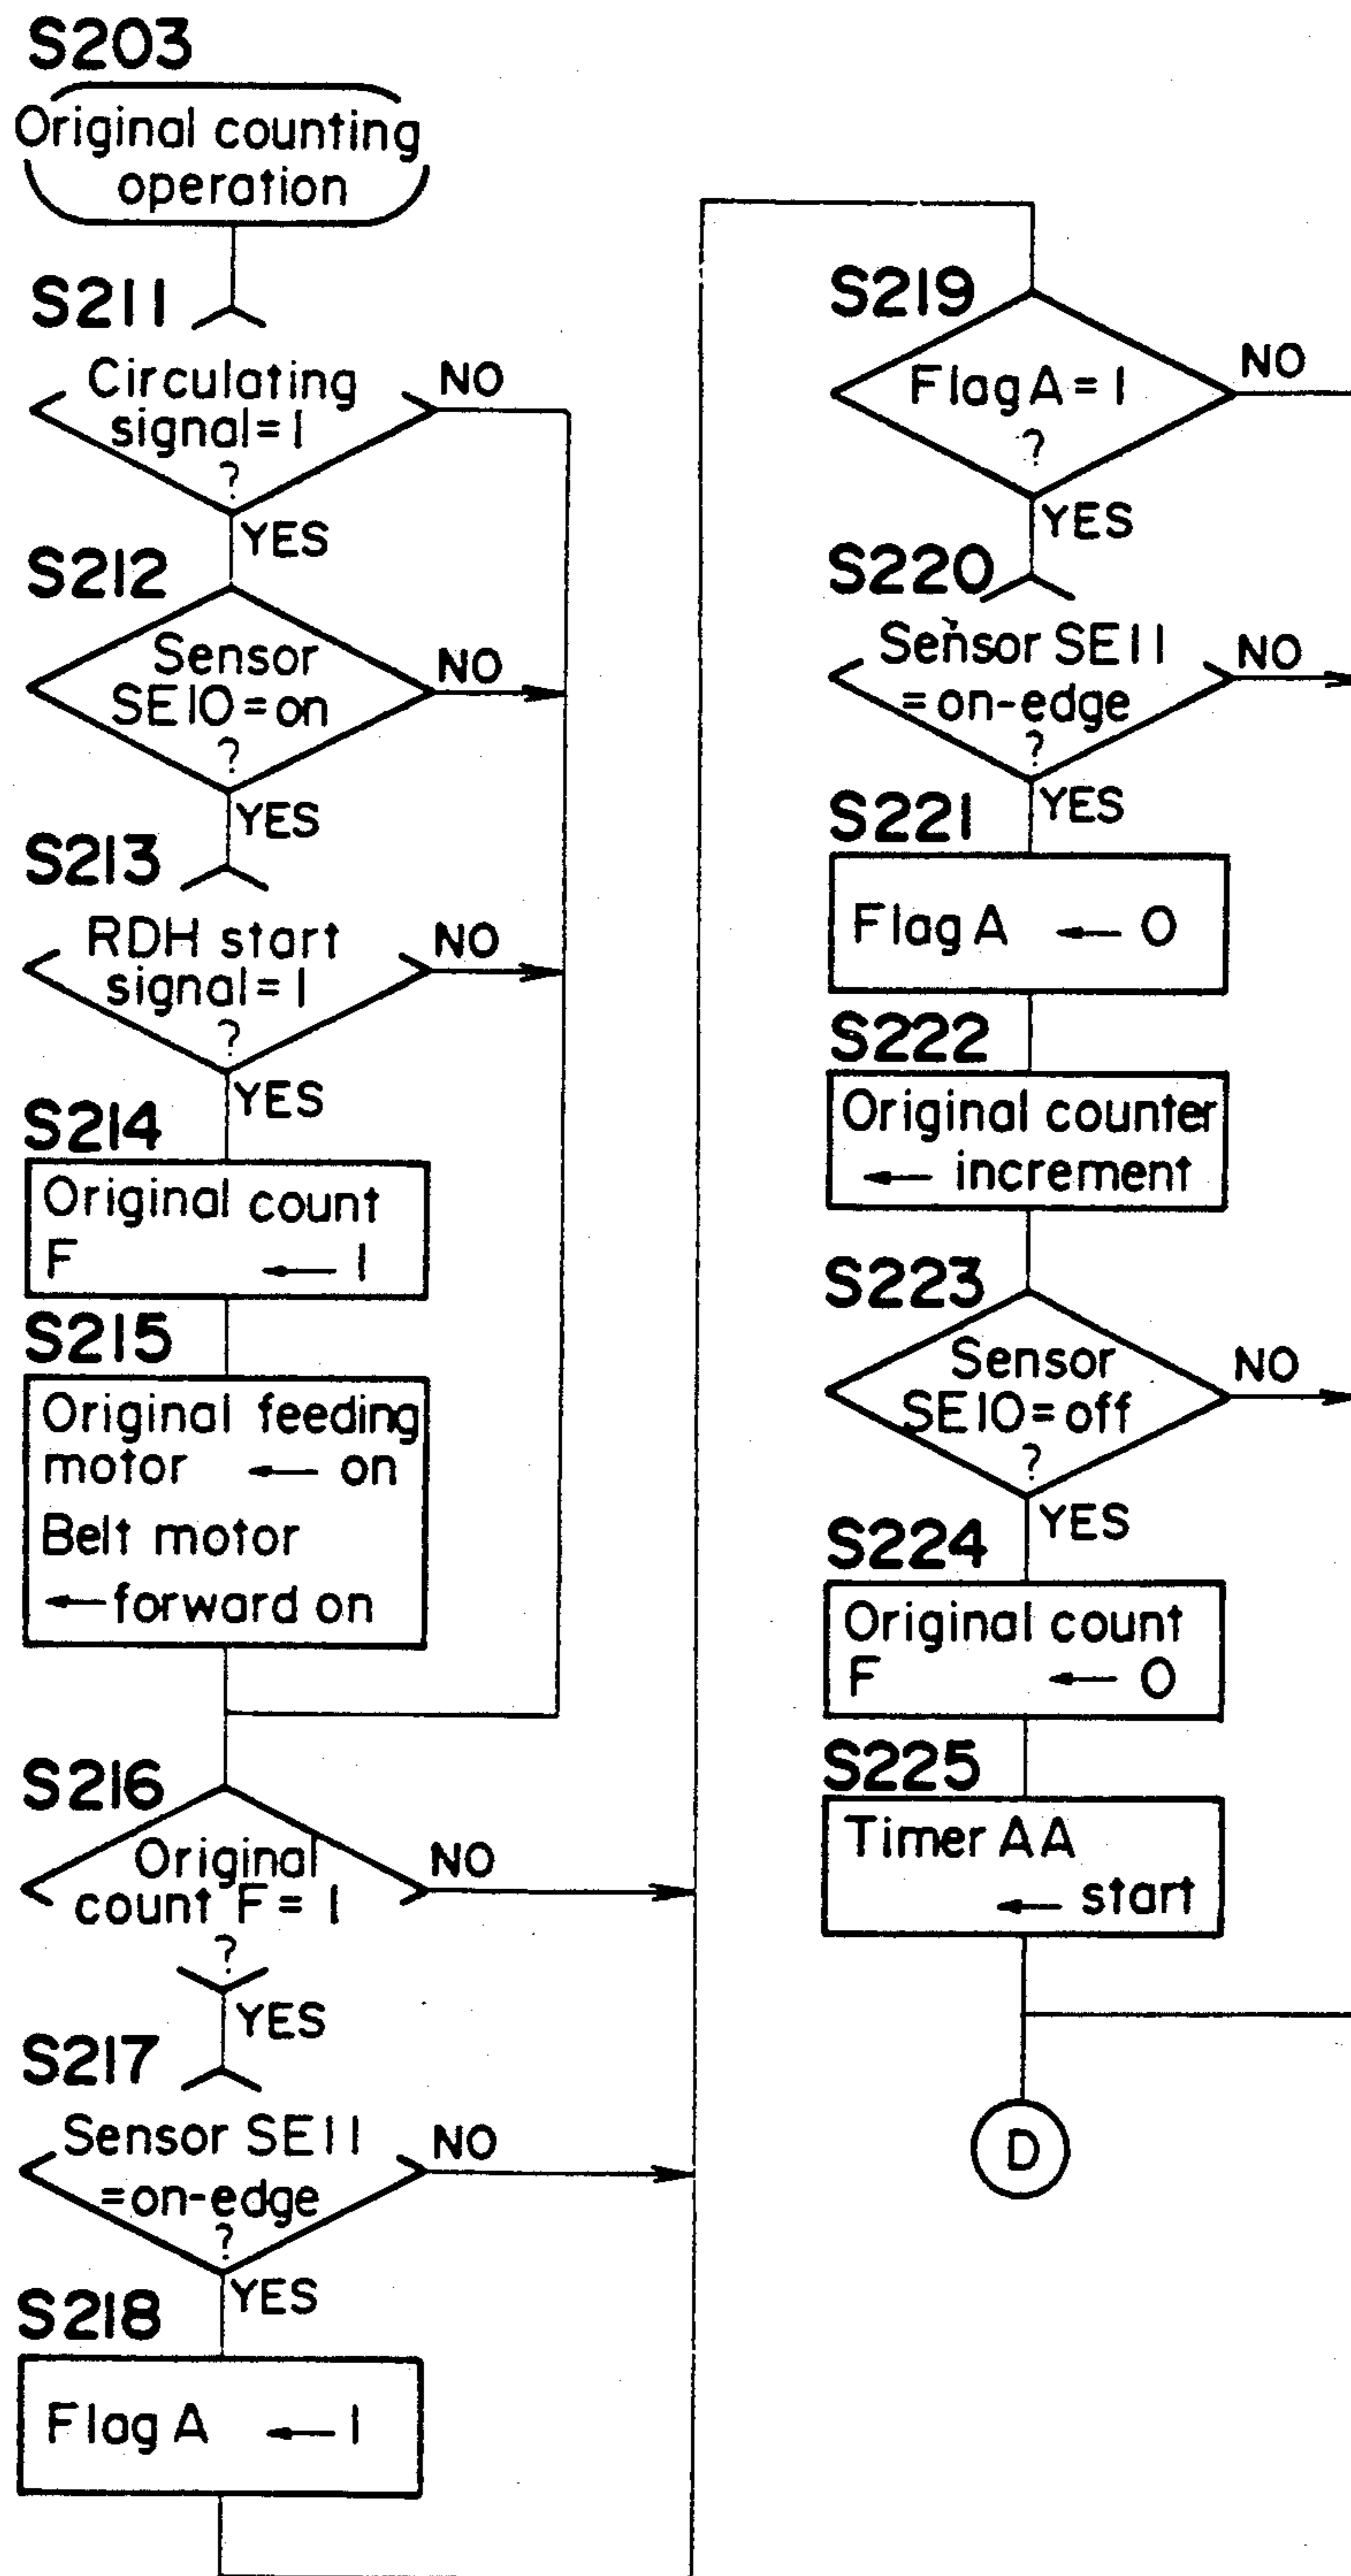 S203
Original counting
operation
S211
Circulating
signal=1
?
NO
YES
S212
Sensor
SE10=on
?
NO
YES
S213
RDH start
signal=1
?
NO
YES
S214
Original count
F ← 1
S215
Original feeding
motor ← on
Belt motor
← forward on
S216
Original
count F=1
?
NO
YES
S217
Sensor SE11
=on-edge
?
NO
YES
S218
Flag A ← 1
S219
Flag A=1
?
NO
YES
S220
Sensor SE11
=on-edge
?
NO
YES
S221
Flag A ← 0
S222
Original counter
← increment
S223
Sensor
SE10=off
?
NO
YES
S224
Original count
F ← 0
S225
Timer AA
← start
D